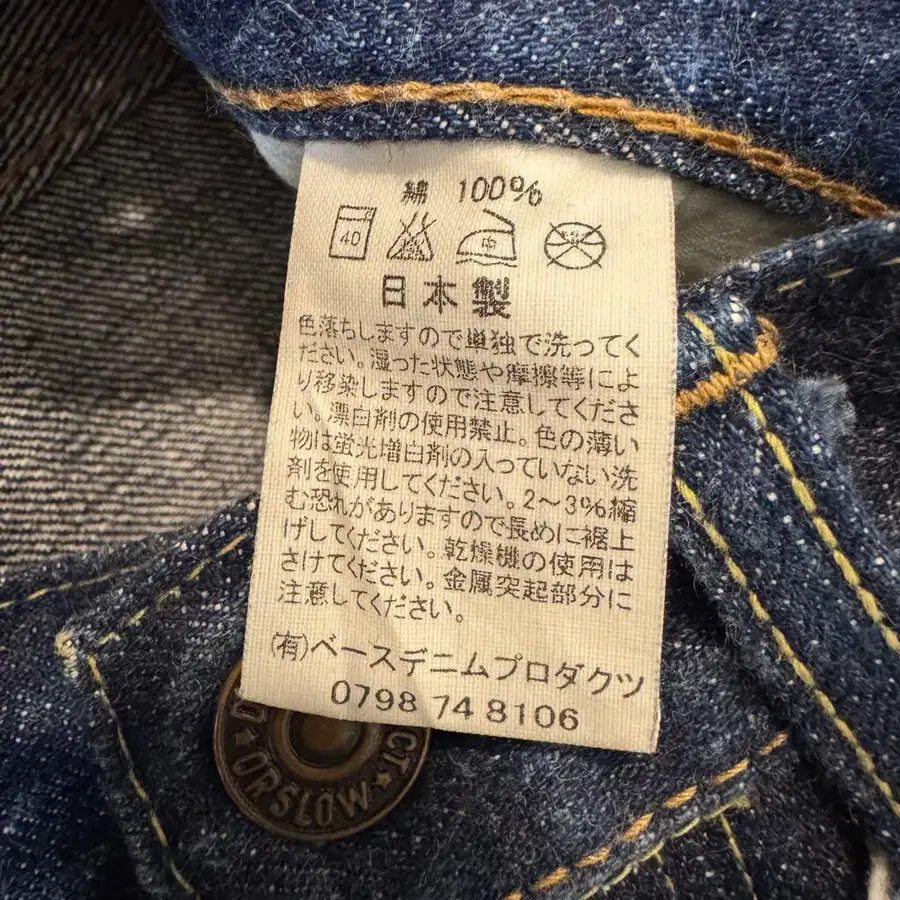 綿 100%
40
中
日本製
色落ちしますので単独で洗ってく
ださい。湿った状態や摩擦等によ
り移染しますので注意してくださ
い。漂白剤の使用禁止。色の薄い
物は蛍光増白剤の入っていない洗
剤を使用してください。2～3%縮
む恐れがありますので長めに裾上
げしてください。乾燥機の使用は
さけてください。金属突起部分に
注意してください。
(有)ベースデニムプロダクツ
0798 74 8106
★ORSLOW★